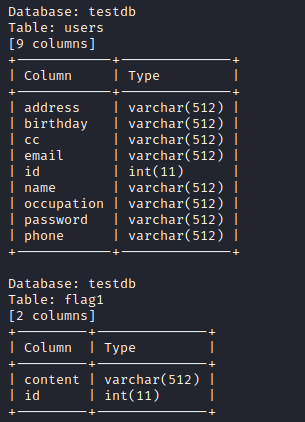 Database: testdb
Table: users
[9 columns]
+------------+--------------+
| Column     | Type         |
+------------+--------------+
| address    | varchar(512) |
| birthday   | varchar(512) |
| cc         | varchar(512) |
| email      | varchar(512) |
| id         | int(11)      |
| name       | varchar(512) |
| occupation | varchar(512) |
| password   | varchar(512) |
| phone      | varchar(512) |
+------------+--------------+

Database: testdb
Table: flag1
[2 columns]
+---------+--------------+
| Column  | Type         |
+---------+--------------+
| content | varchar(512) |
| id      | int(11)      |
+---------+--------------+